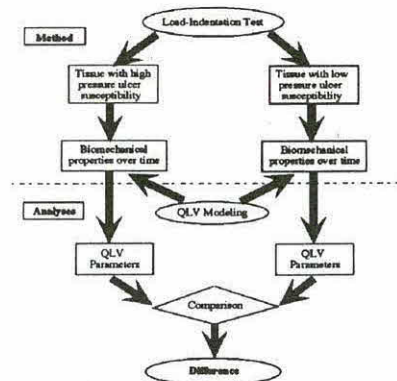 Load-Indentation Test
Method
Tissue with high
pressure ulcer
susceptibility
Tissue with low
pressure ulcer
susceptibility
Biomechanical
properties over time
Biomechanical
properties over time
Analyses
QLV Modeling
QLV
Parameters
QLV
Parameters
Comparison
Difference